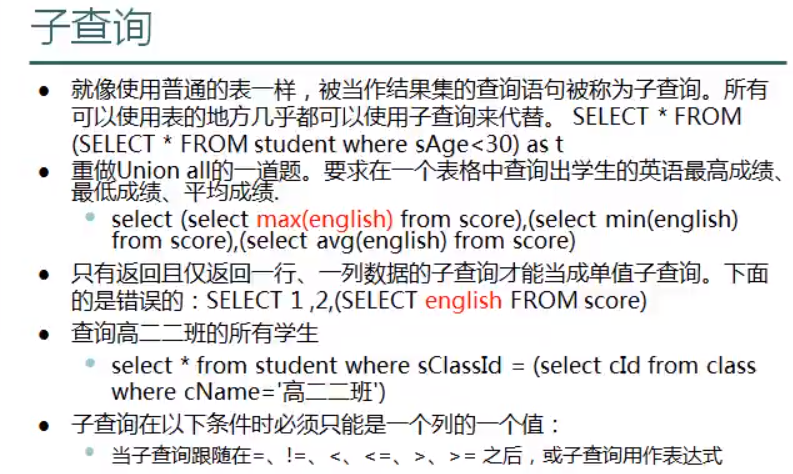 子查询
● 就像使用普通的表一样，被当作结果集的查询语句被称为子查询。所有
可以使用表的地方几乎都可以使用子查询来代替。 SELECT * FROM
(SELECT * FROM student where sAge<30) as t
● 重做Union all的一道题。要求在一个表格中查询出学生的英语最高成绩、
最低成绩、平均成绩.
● select (select max(english) from score),(select min(english)
from score),(select avg(english) from score)
● 只有返回且仅返回一行、一列数据的子查询才能当成单值子查询。下面
的是错误的：SELECT 1 ,2,(SELECT english FROM score)
● 查询高二二班的所有学生
● select * from student where sClassId = (select cId from class
where cName='高二二班')
● 子查询在以下条件时必须只能是一个列的一个值：
● 当子查询跟随在=、!=、<、<=、>、>= 之后，或子查询用作表达式